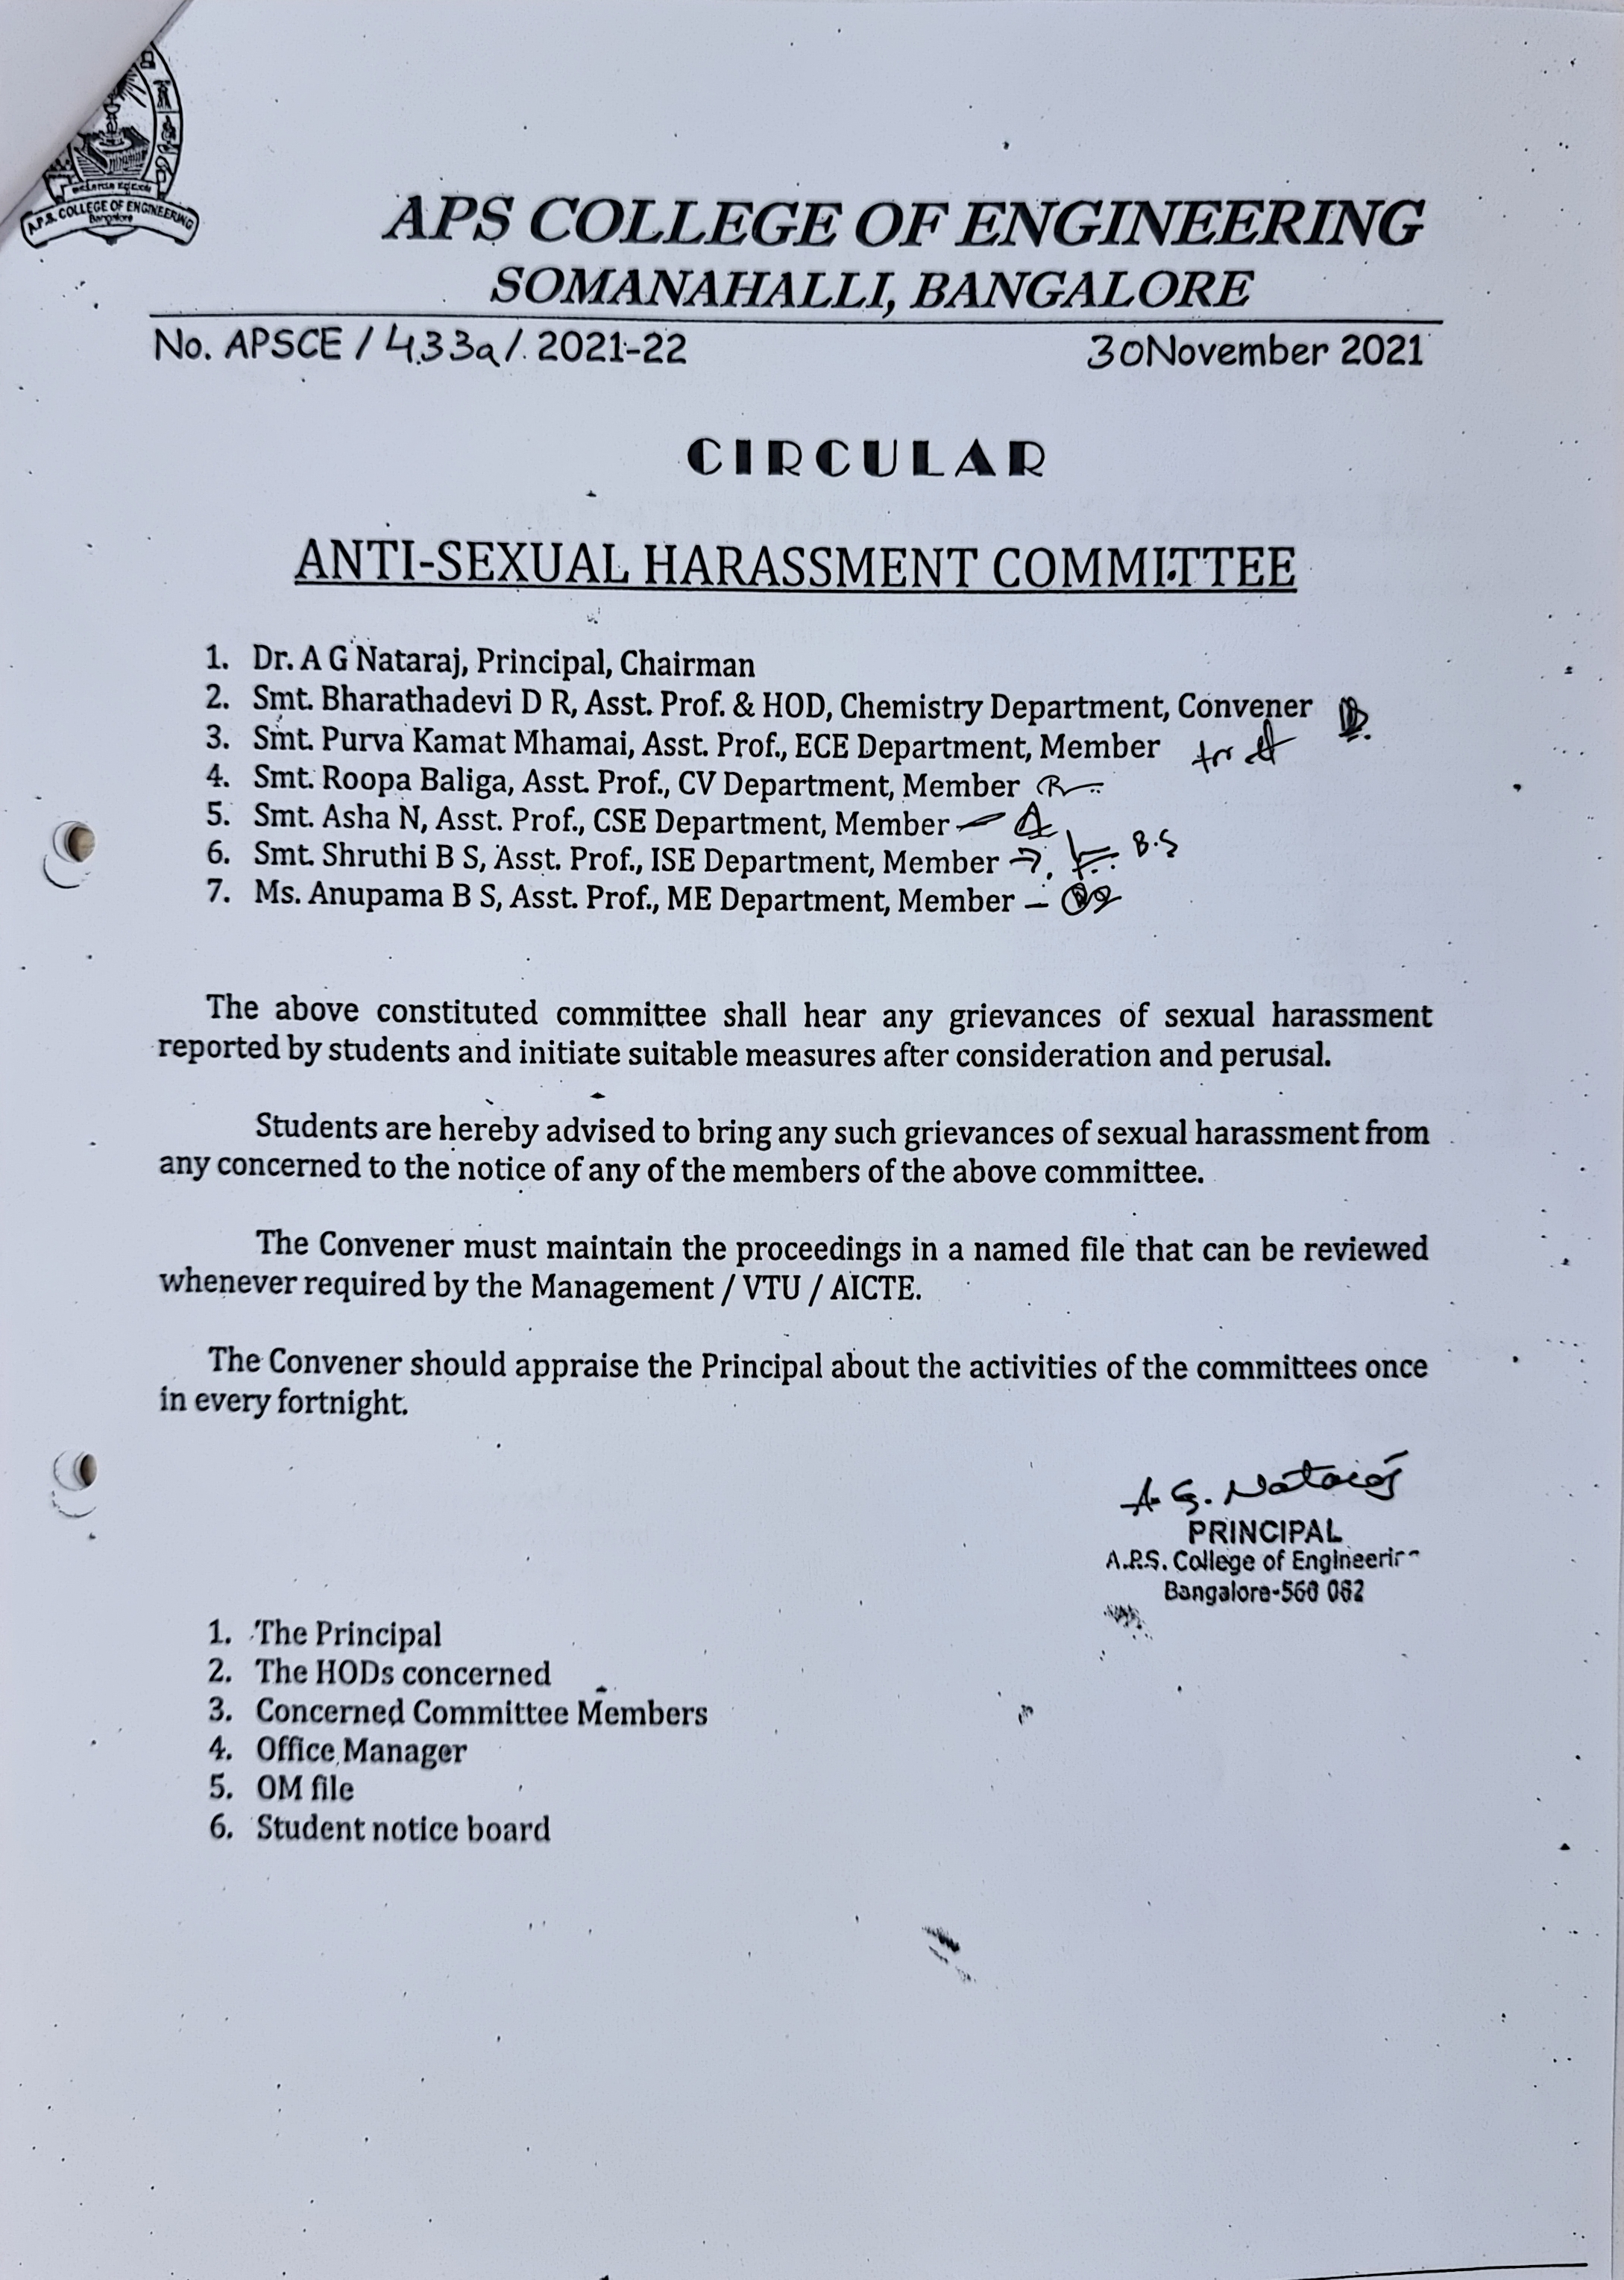 A.P.S. COLLEGE OF ENGINEERING
Bangalore
APS COLLEGE OF ENGINEERING
SOMANAHALLI, BANGALORE
No. APSCE / 433a / 2021-22 30 November 2021
CIRCULAR
ANTI-SEXUAL HARASSMENT COMMITTEE
1. Dr. A G Nataraj, Principal, Chairman
2. Smt. Bharathadevi D R, Asst. Prof. & HOD, Chemistry Department, Convener
3. Smt. Purva Kamat Mhamai, Asst. Prof., ECE Department, Member
4. Smt. Roopa Baliga, Asst. Prof., CV Department, Member
5. Smt. Asha N, Asst. Prof., CSE Department, Member
6. Smt. Shruthi B S, Asst. Prof., ISE Department, Member B.S
7. Ms. Anupama B S, Asst. Prof., ME Department, Member
The above constituted committee shall hear any grievances of sexual harassment
reported by students and initiate suitable measures after consideration and perusal.
Students are hereby advised to bring any such grievances of sexual harassment from
any concerned to the notice of any of the members of the above committee.
The Convener must maintain the proceedings in a named file that can be reviewed
whenever required by the Management / VTU / AICTE.
The Convener should appraise the Principal about the activities of the committees once
in every fortnight.
A. G. Nataraj
PRINCIPAL
A.P.S. College of Engineering
Bangalore-560 082
1. The Principal
2. The HODs concerned
3. Concerned Committee Members
4. Office Manager
5. OM file
6. Student notice board